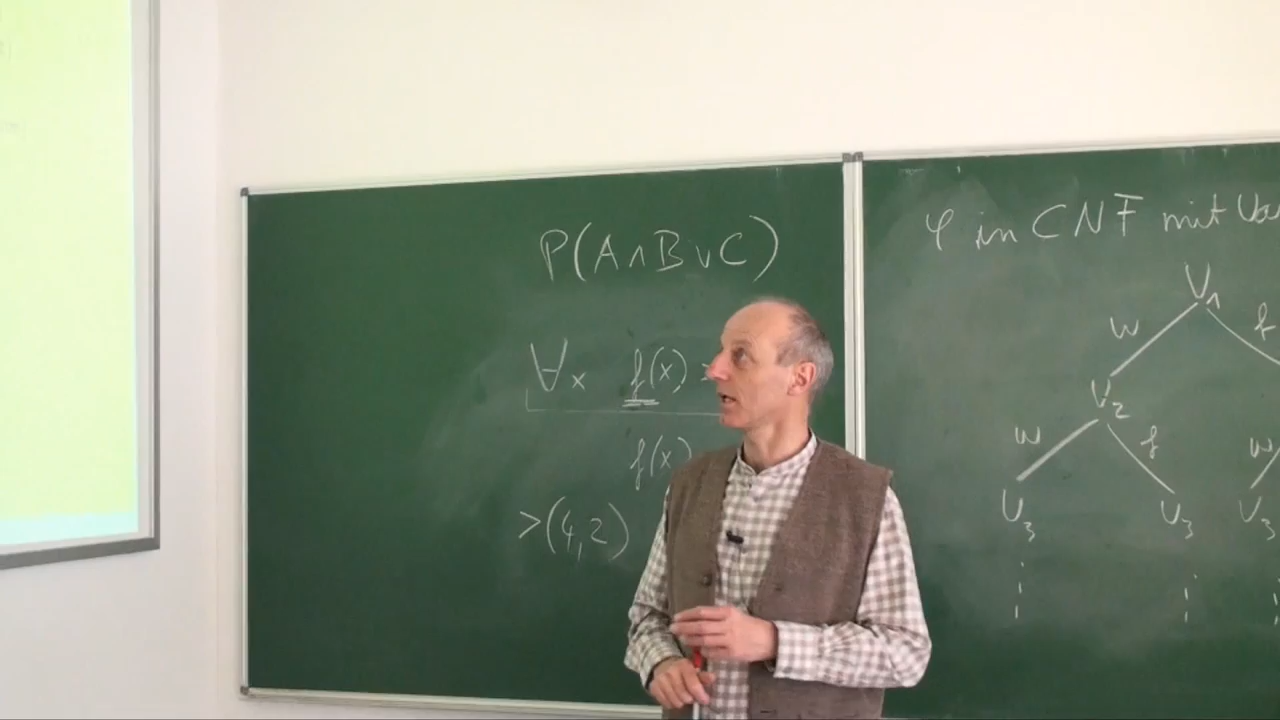 P(A∧B∨C)
∀x f(x) >
f(x)
>(4,2)
φ in CNF mit
V₁
w f
V₂
w f w
V₃ V₃ V₃